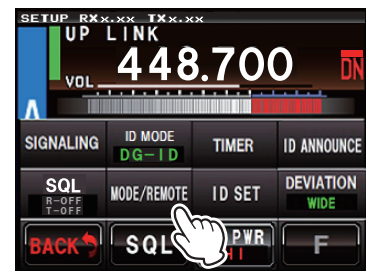 SETUP RXx.xx TXx.xx
UP LINK
VOL 448.700 DN
A
SIGNALING ID MODE TIMER ID ANNOUNCE
DG-ID
SQL MODE/REMOTE ID SET DEVIATION
R-OFF WIDE
T-OFF
BACK SQL PWR F
HI